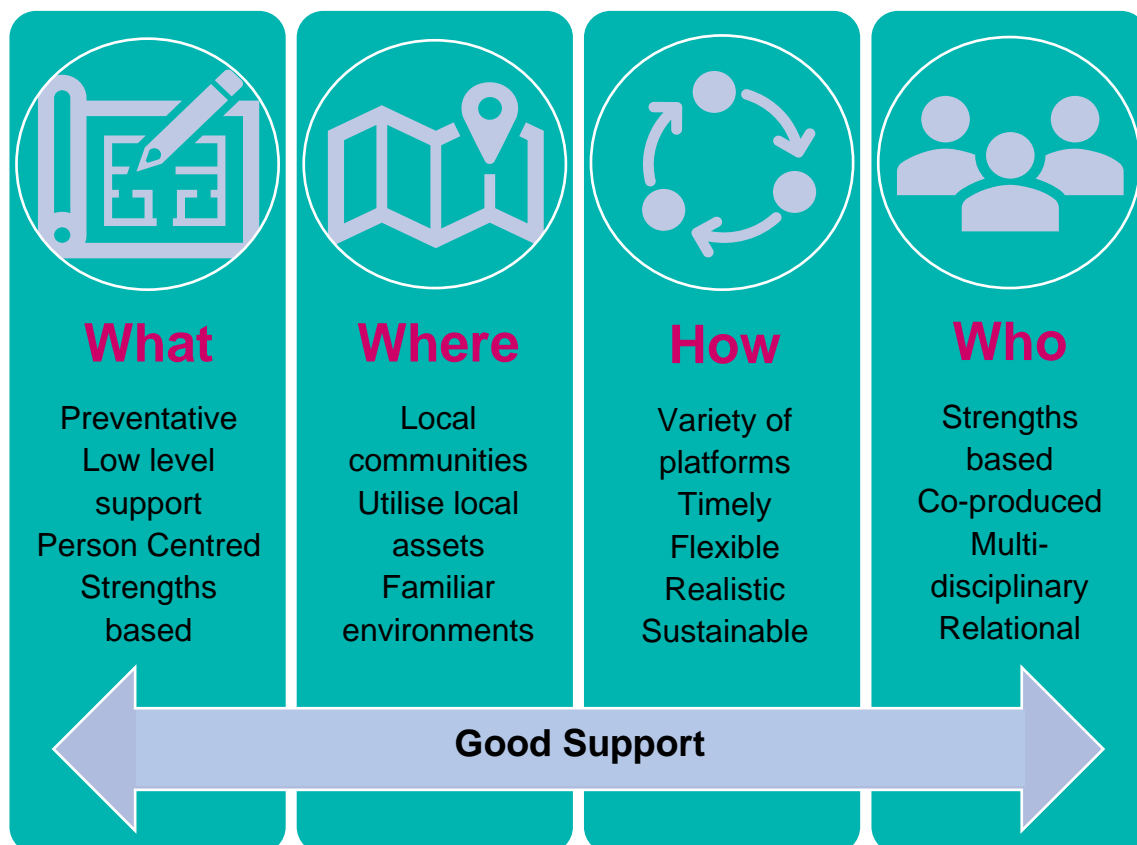 What
Preventative
Low level
support
Person Centred
Strengths
based
Where
Local
communities
Utilise local
assets
Familiar
environments
How
Variety of
platforms
Timely
Flexible
Realistic
Sustainable
Who
Strengths
based
Co-produced
Multi-
disciplinary
Relational
Good Support